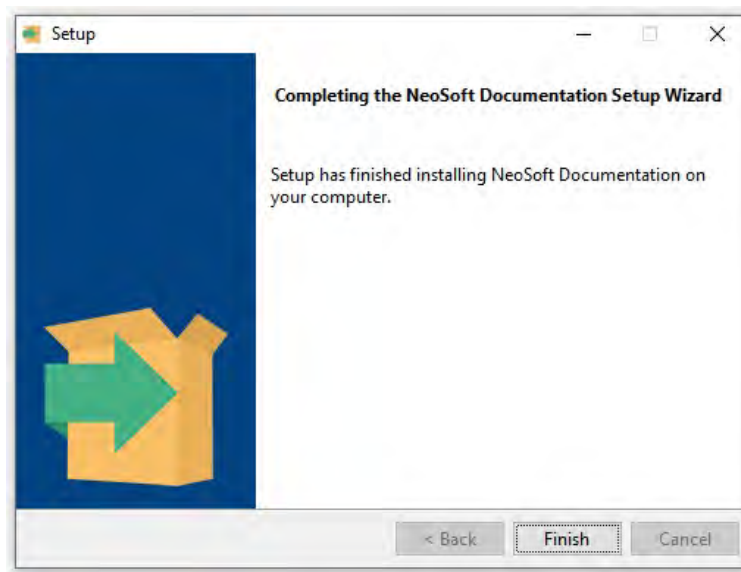 Setup
Completing the NeoSoft Documentation Setup Wizard
Setup has finished installing NeoSoft Documentation on
your computer.
< Back
Finish
Cancel